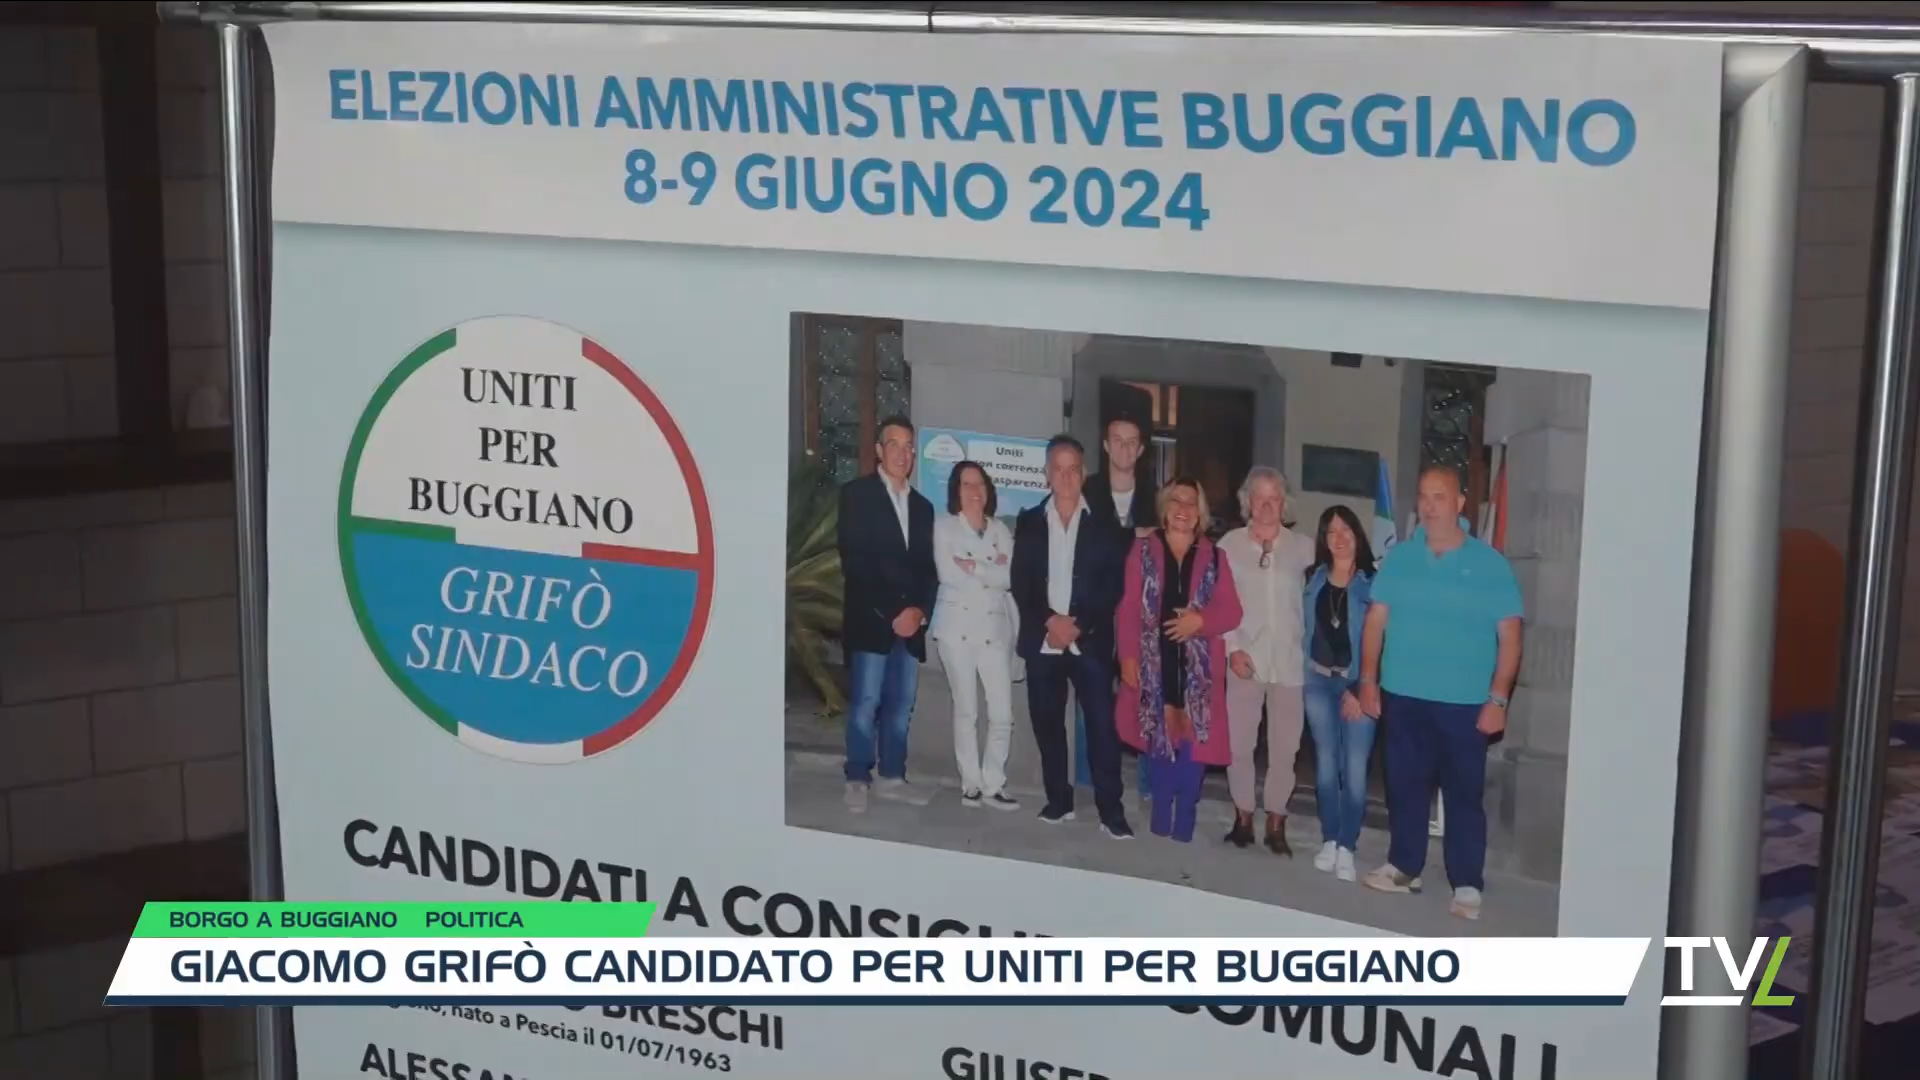 ELEZIONI AMMINISTRATIVE BUGGIANO
8-9 GIUGNO 2024
UNITI
PER
BUGGIANO
GRIFÒ
SINDACO
Uniti
CANDIDATI A CONSIGLI
COMUNALI
BORGO A BUGGIANO POLITICA
GIACOMO GRIFÒ CANDIDATO PER UNITI PER BUGGIANO
TVL
BRESCHI
, nato a Pescia il 01/07/1963